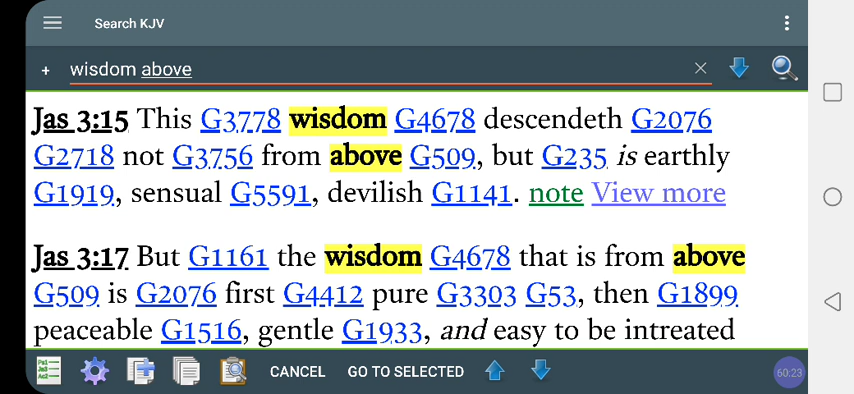 Search KJV
+ wisdom above
Jas 3:15 This G3778 wisdom G4678 descendeth G2076
G2718 not G3756 from above G509, but G235 is earthly
G1919, sensual G5591, devilish G1141. note View more
Jas 3:17 But G1161 the wisdom G4678 that is from above
G509 is G2076 first G4412 pure G3303 G53, then G1899
peaceable G1516, gentle G1933, and easy to be intreated
CANCEL GO TO SELECTED 60:23